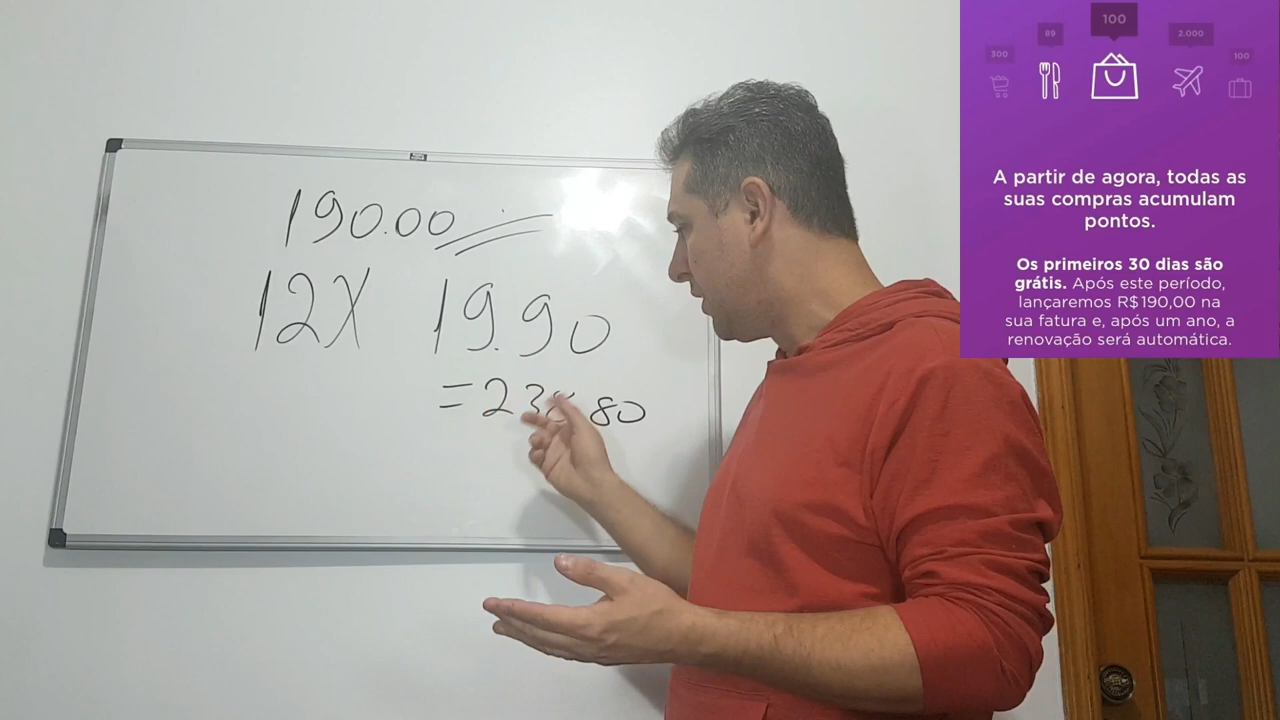 190.00
12X 19.90
= 23 80
300
89
100
2.000
100
A partir de agora, todas as
suas compras acumulam
pontos.
Os primeiros 30 dias são
grátis. Após este período,
lançaremos R$190,00 na
sua fatura e, após um ano, a
renovação será automática.